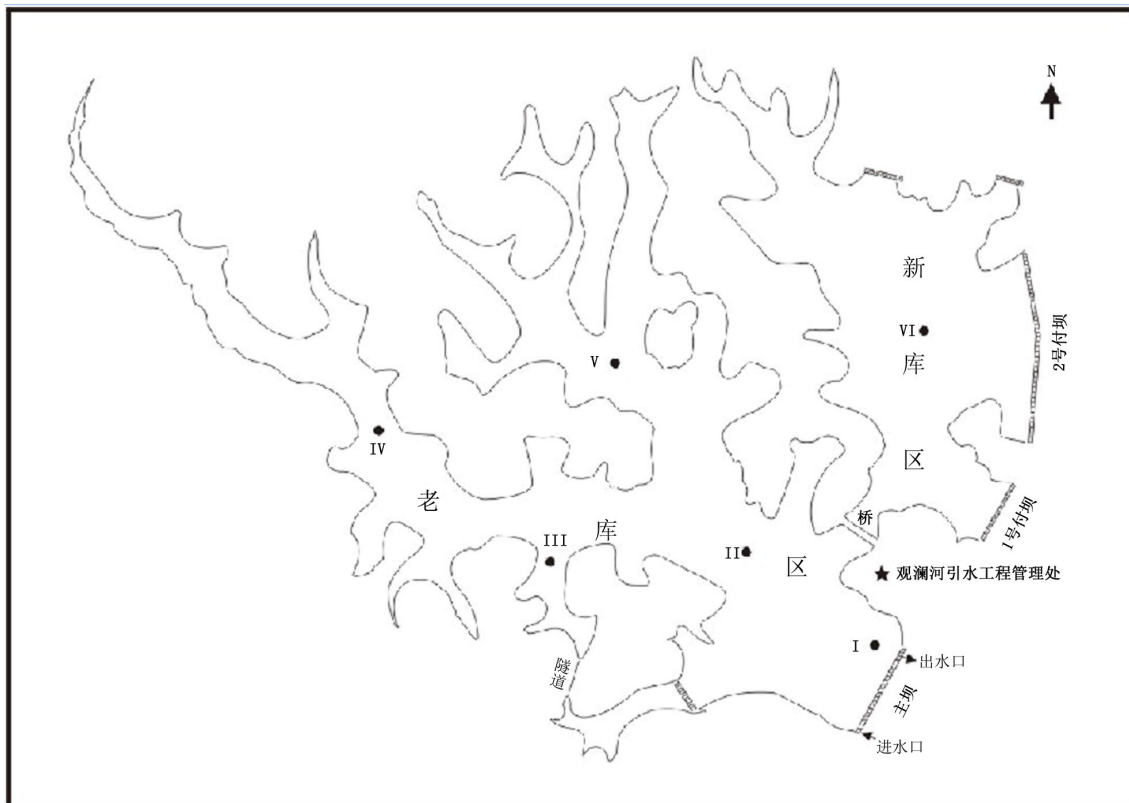 N
新
VI
库
2号付坝
V
区
IV
老
桥
1号付坝
III
库
II
区
★ 观澜河引水工程管理处
I
出水口
隧道
主坝
进水口